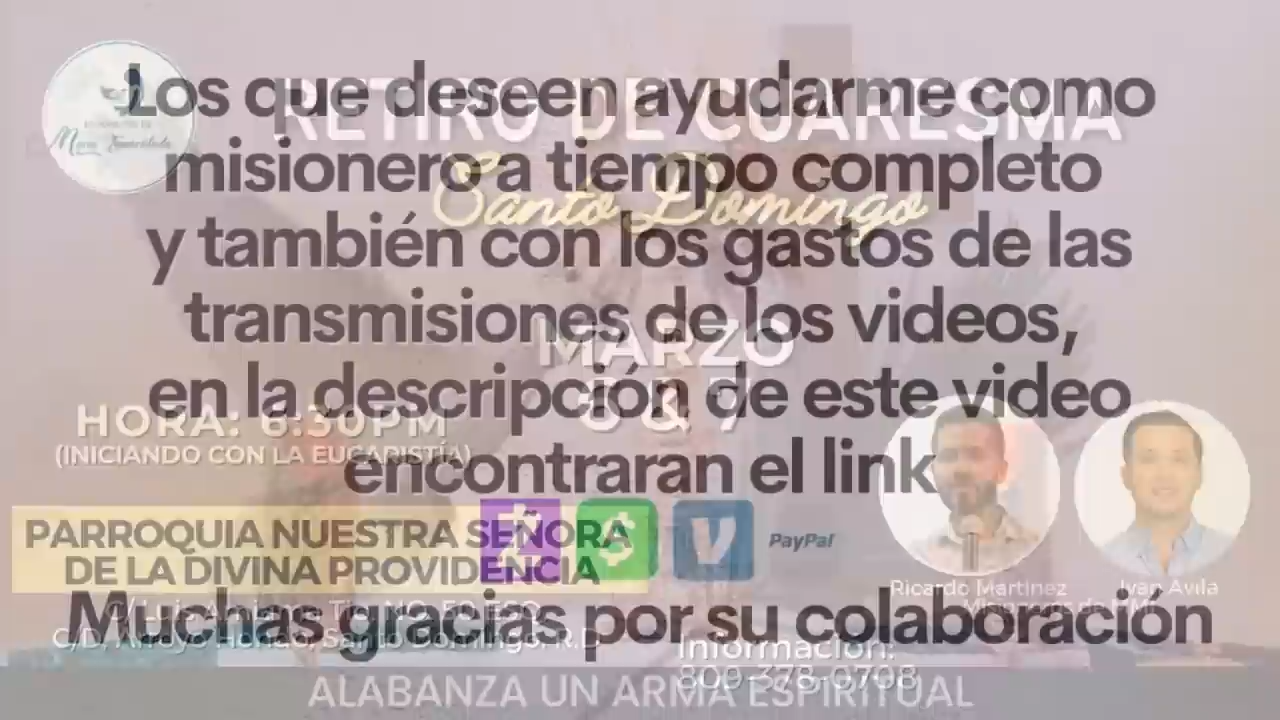 Los que deseen ayudarme como
misionero a tiempo completo
y también con los gastos de las
transmisiones de los videos,
en la descripción de este video
encontraran el link
PayPal
Muchas gracias por su colaboración
RETIRO DE CUARESMA
Santo Domingo
MARZO
& 7
HORA: 6:30PM
(INICIANDO CON LA EUCARISTÍA)
PARROQUIA NUESTRA SEÑORA
DE LA DIVINA PROVIDENCIA
C/D, Arroyo Hondo, Santo Domingo, R.D
Ricardo Martinez
Ivan Avila
Información:
809-378-0708
ALABANZA UN ARMA ESPIRITUAL